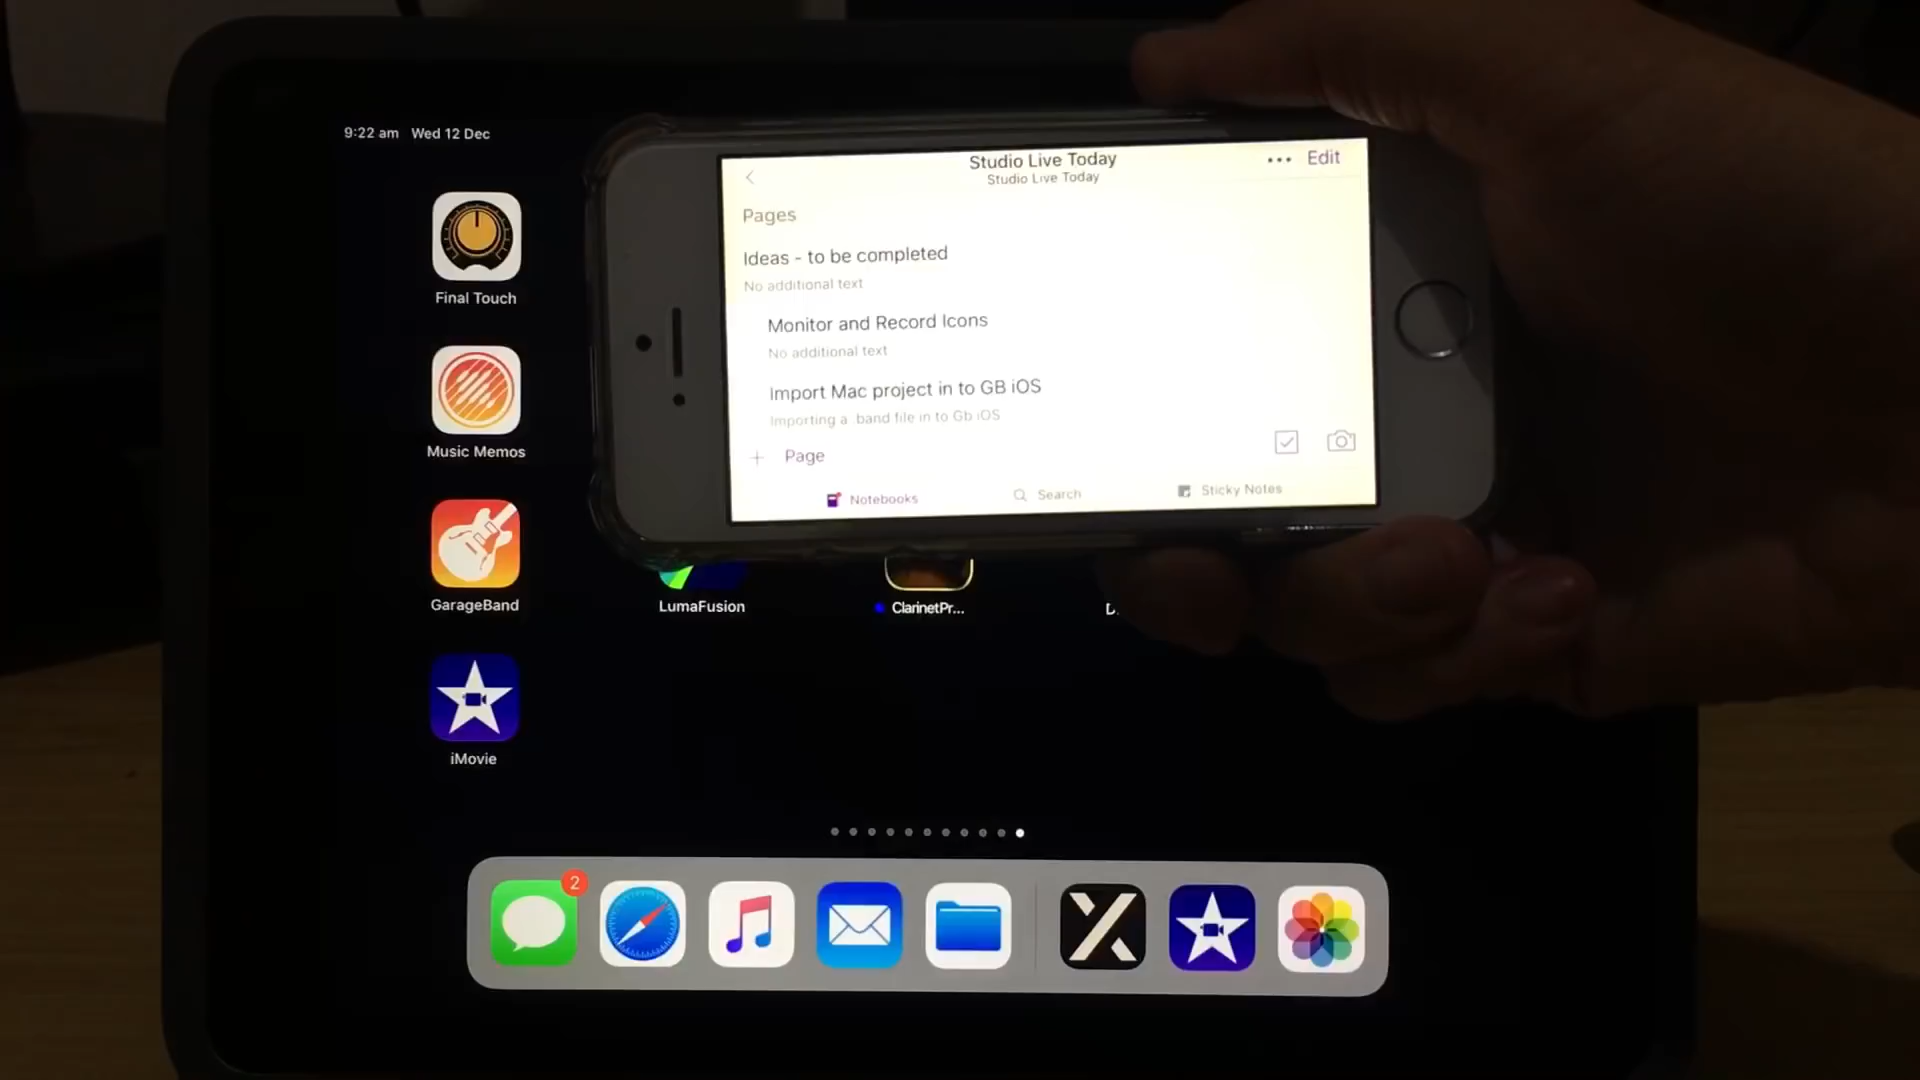 9:22 am Wed 12 Dec
Studio Live Today
Studio Live Today
Edit
Pages
Ideas - to be completed
No additional text
Monitor and Record Icons
No additional text
Import Mac project in to GB iOS
Importing a .band file in to Gb iOS
Page
Notebooks
Search
Sticky Notes
Final Touch
Music Memos
GarageBand
LumaFusion
ClarinetPr...
iMovie
2